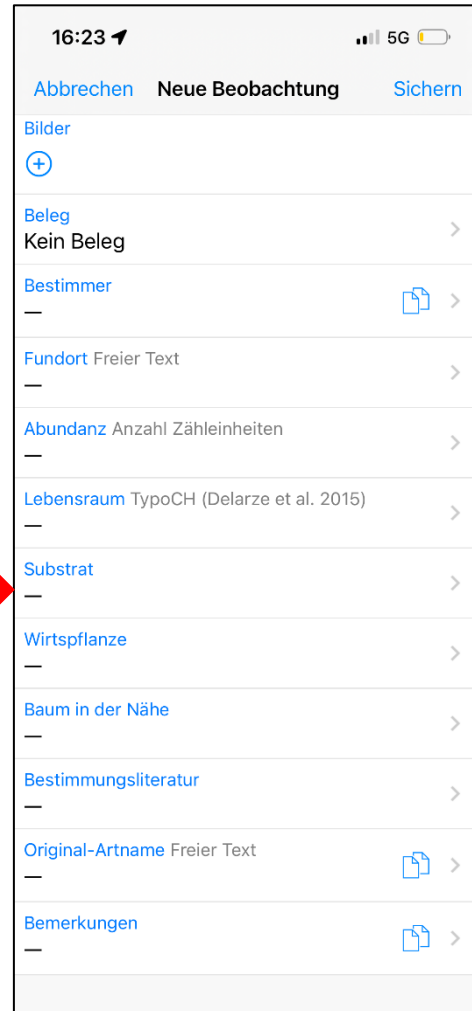 16:23 5G
Abbrechen Neue Beobachtung Sichern
Bilder
Beleg
Kein Beleg
Bestimmer
—
Fundort Freier Text
—
Abundanz Anzahl Zähleinheiten
—
Lebensraum TypoCH (Delarze et al. 2015)
—
Substrat
—
Wirtspflanze
—
Baum in der Nähe
—
Bestimmungsliteratur
—
Original-Artname Freier Text
—
Bemerkungen
—